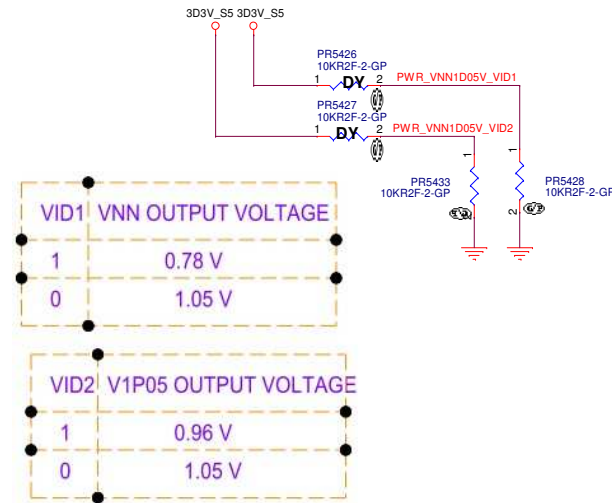 3D3V_S5 3D3V_S5
PR5426
10KR2F-2-GP
1 DY 2 PWR_VNN1D05V_VID1
PR5427
10KR2F-2-GP
1 DY 2 PWR_VNN1D05V_VID2
1 1
PR5433 PR5428
10KR2F-2-GP 10KR2F-2-GP
2 2
VID1 VNN OUTPUT VOLTAGE
1 0.78 V
0 1.05 V
VID2 V1P05 OUTPUT VOLTAGE
1 0.96 V
0 1.05 V